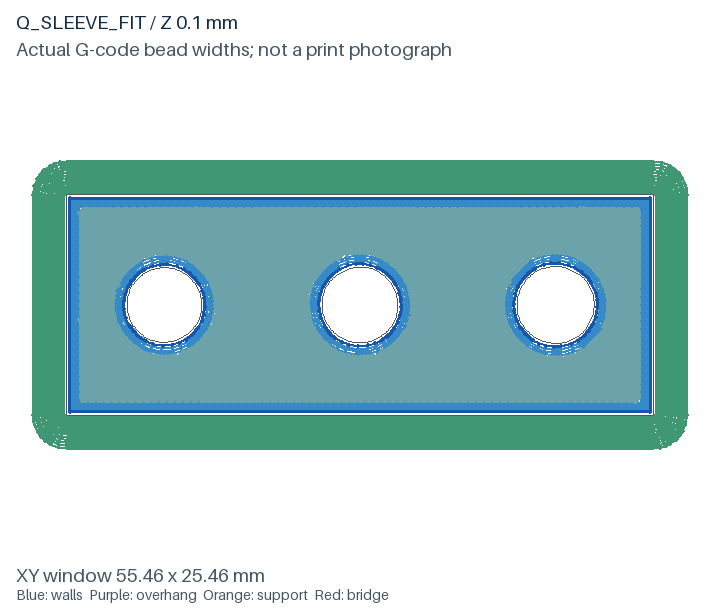 Q_SLEEVE_FIT / Z 0.1 mm
Actual G-code bead widths; not a print photograph
XY window 55.46 x 25.46 mm
Blue: walls  Purple: overhang  Orange: support  Red: bridge